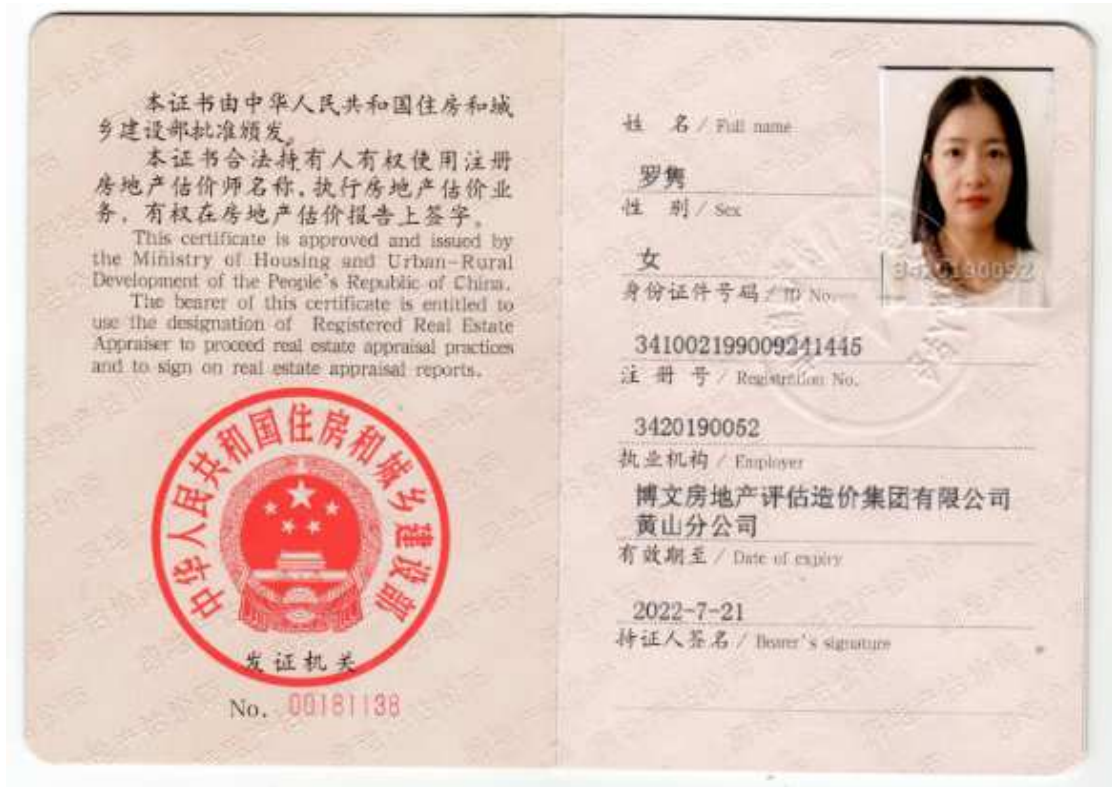 本证书由中华人民共和国住房和城
乡建设部批准颁发。
本证书合法持有人有权使用注册
房地产估价师名称，执行房地产估价业
务，有权在房地产估价报告上签字。
This certificate is approved and issued by
the Ministry of Housing and Urban-Rural
Development of the People's Republic of China.
The bearer of this certificate is entitled to
use the designation of Registered Real Estate
Appraiser to proceed real estate appraisal practices
and to sign on real estate appraisal reports.
中华人民共和国住房和城乡建设部
发证机关
No. 00181138
姓 名 / Full name
罗隽
性 别 / Sex
女
身份证件号码 / ID No.
341002199009241445
注 册 号 / Registration No.
3420190052
执业机构 / Employer
博文房地产评估造价集团有限公司
黄山分公司
有效期至 / Date of expiry
2022-7-21
持证人签名 / Bearer's signature
3420190052